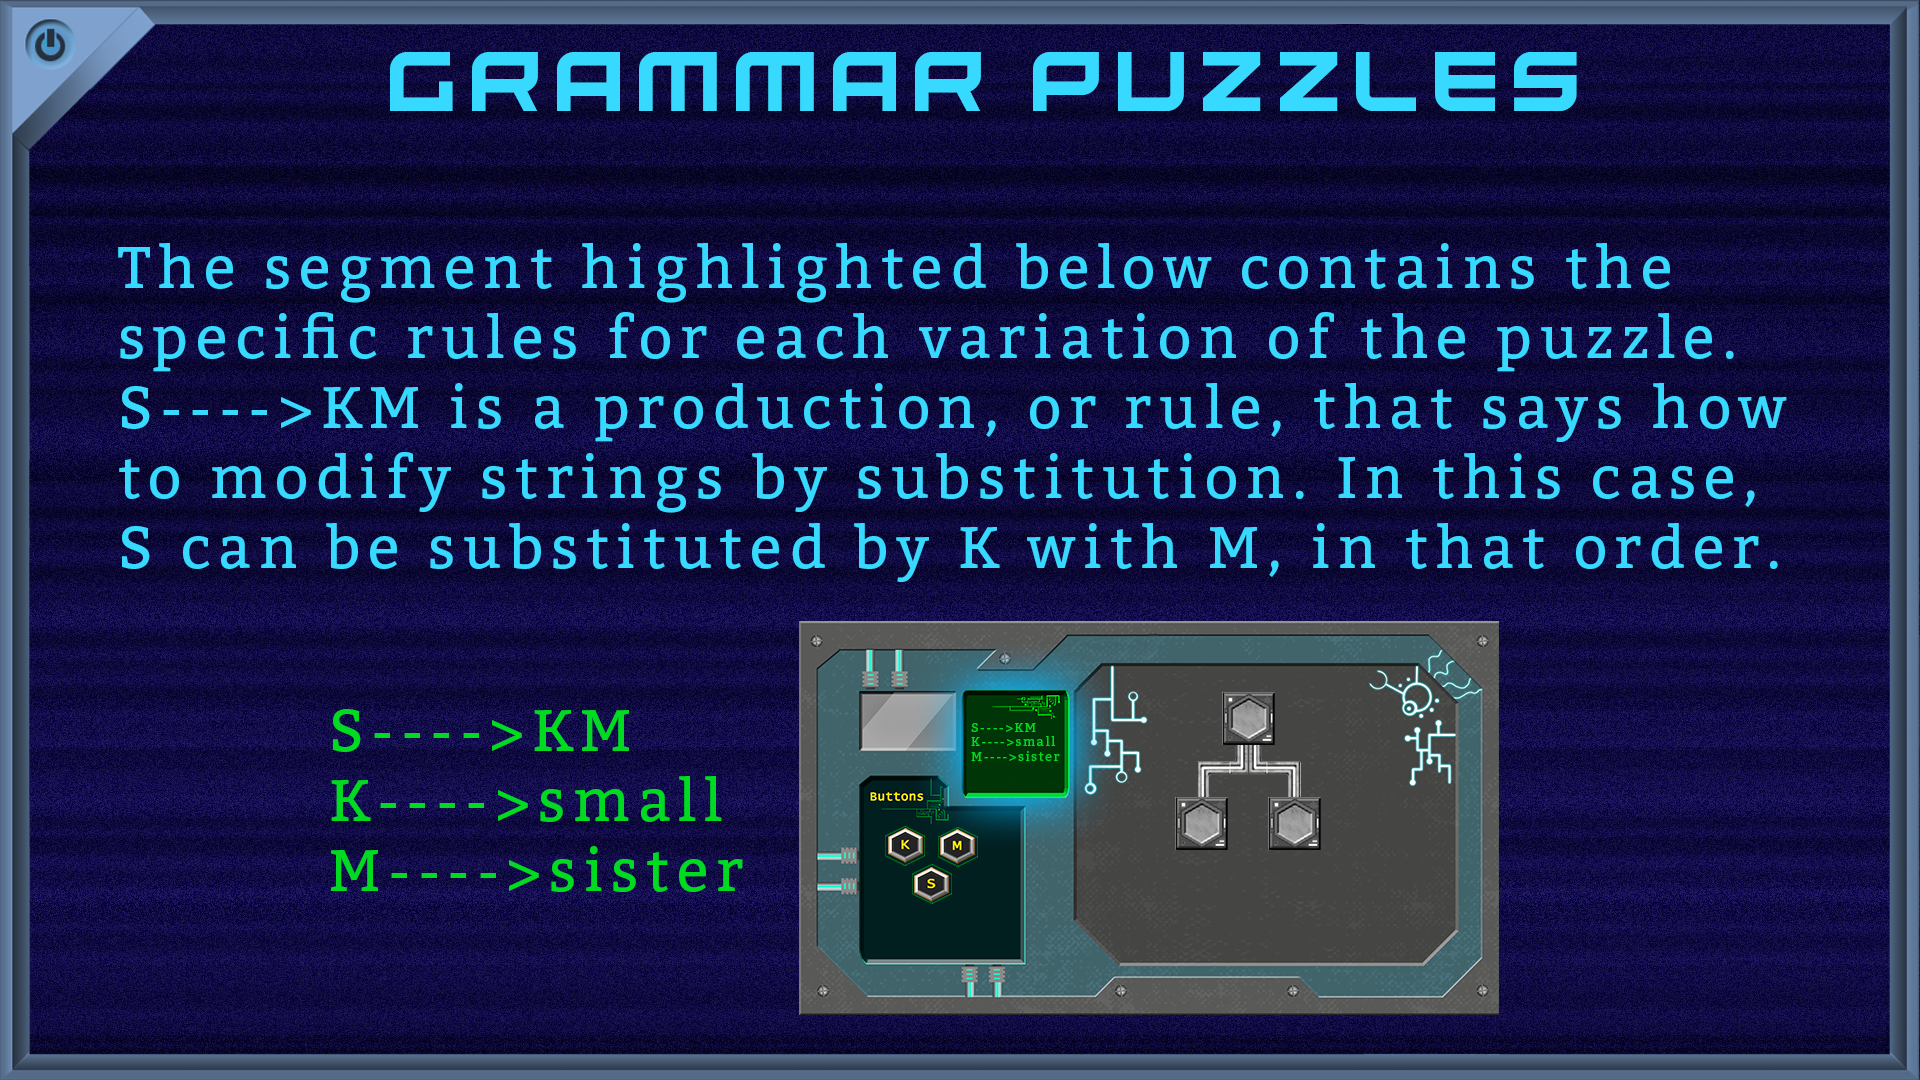 GRAMMAR PUZZLES
The segment highlighted below contains the
specific rules for each variation of the puzzle.
S---->KM is a production, or rule, that says how
to modify strings by substitution. In this case,
S can be substituted by K with M, in that order.
S---->KM
K---->small
M---->sister
S---->KM
K---->small
M---->sister
Buttons
K M
S